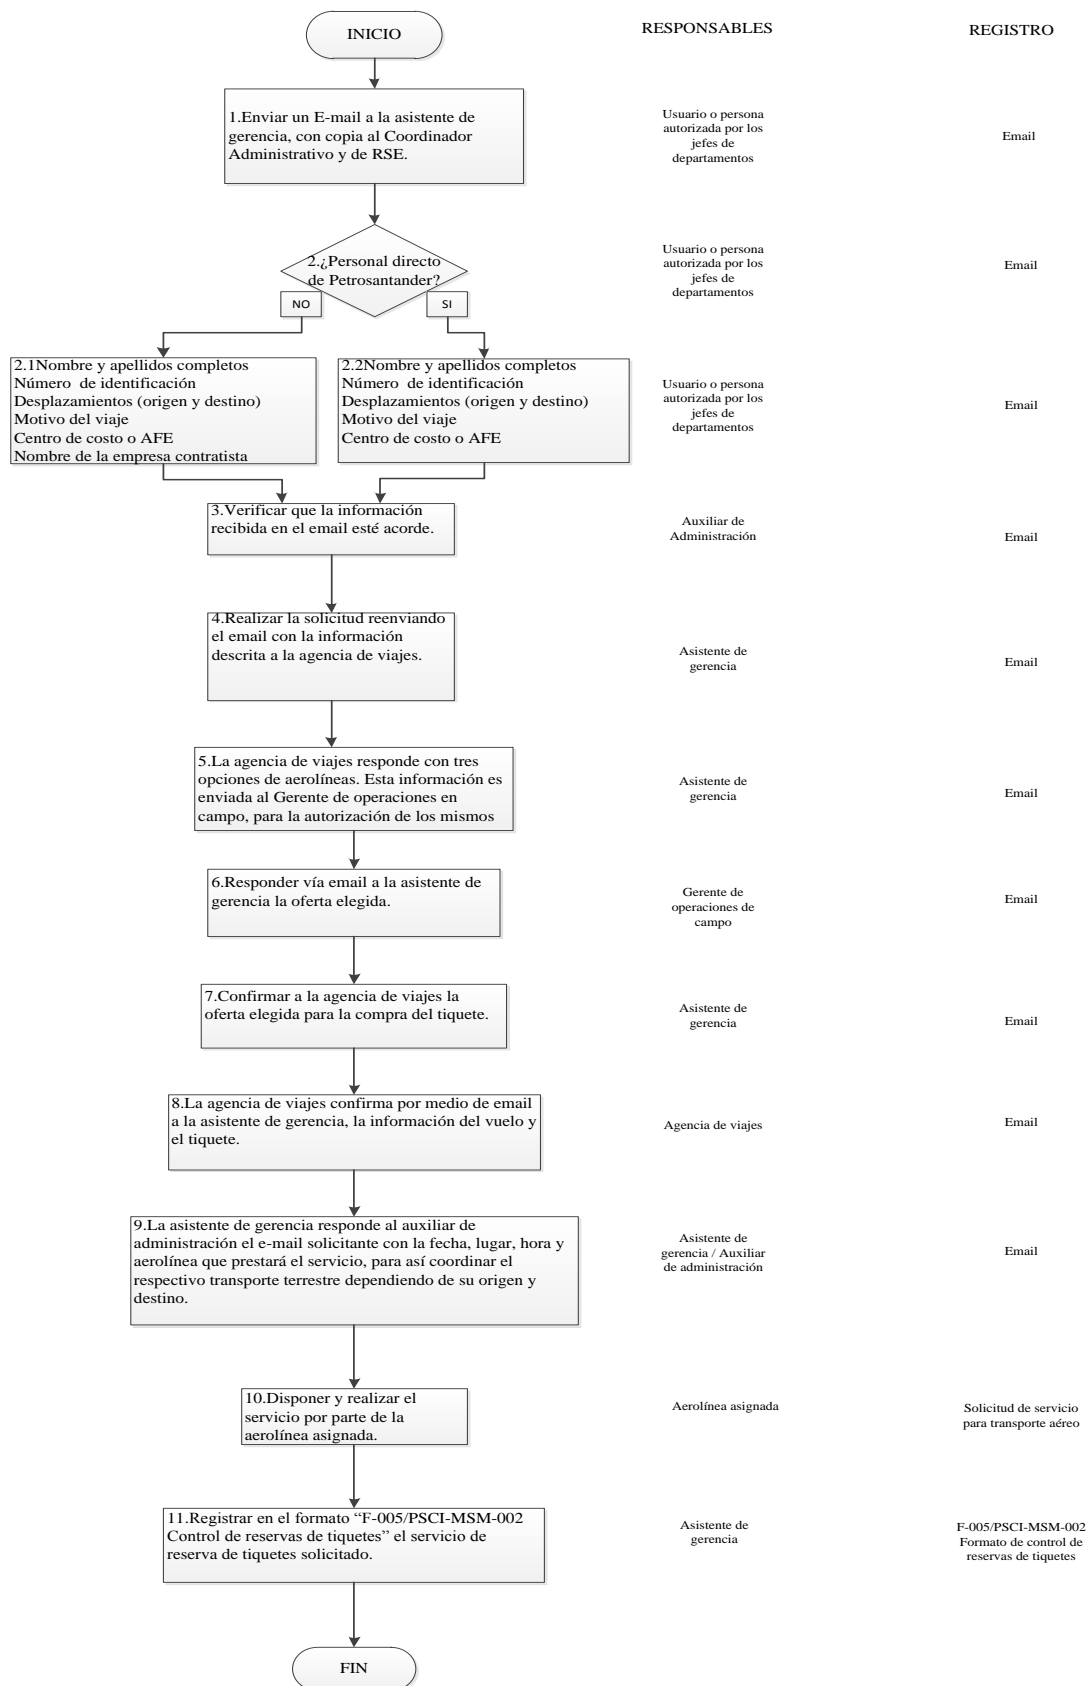 INICIO
RESPONSABLES
REGISTRO
1.Enviar un E-mail a la asistente de
gerencia, con copia al Coordinador
Administrativo y de RSE.
Usuario o persona
autorizada por los
jefes de
departamentos
Email
2.¿Personal directo
de Petrosantander?
NO
SI
Usuario o persona
autorizada por los
jefes de
departamentos
Email
2.1Nombre y apellidos completos
Número de identificación
Desplazamientos (origen y destino)
Motivo del viaje
Centro de costo o AFE
Nombre de la empresa contratista
2.2Nombre y apellidos completos
Número de identificación
Desplazamientos (origen y destino)
Motivo del viaje
Centro de costo o AFE
Usuario o persona
autorizada por los
jefes de
departamentos
Email
3.Verificar que la información
recibida en el email esté acorde.
Auxiliar de
Administración
Email
4.Realizar la solicitud reenviando
el email con la información
descrita a la agencia de viajes.
Asistente de
gerencia
Email
5.La agencia de viajes responde con tres
opciones de aerolíneas. Esta información es
enviada al Gerente de operaciones en
campo, para la autorización de los mismos
Asistente de
gerencia
Email
6.Responder vía email a la asistente de
gerencia la oferta elegida.
Gerente de
operaciones de
campo
Email
7.Confirmar a la agencia de viajes la
oferta elegida para la compra del tiquete.
Asistente de
gerencia
Email
8.La agencia de viajes confirma por medio de email
a la asistente de gerencia, la información del vuelo y
el tiquete.
Agencia de viajes
Email
9.La asistente de gerencia responde al auxiliar de
administración el e-mail solicitante con la fecha, lugar, hora y
aerolínea que prestará el servicio, para así coordinar el
respectivo transporte terrestre dependiendo de su origen y
destino.
Asistente de
gerencia / Auxiliar
de administración
Email
10.Disponer y realizar el
servicio por parte de la
aerolínea asignada.
Aerolínea asignada
Solicitud de servicio
para transporte aéreo
11.Registrar en el formato “F-005/PSCI-MSM-002
Control de reservas de tiquetes” el servicio de
reserva de tiquetes solicitado.
Asistente de
gerencia
F-005/PSCI-MSM-002
Formato de control de
reservas de tiquetes
FIN